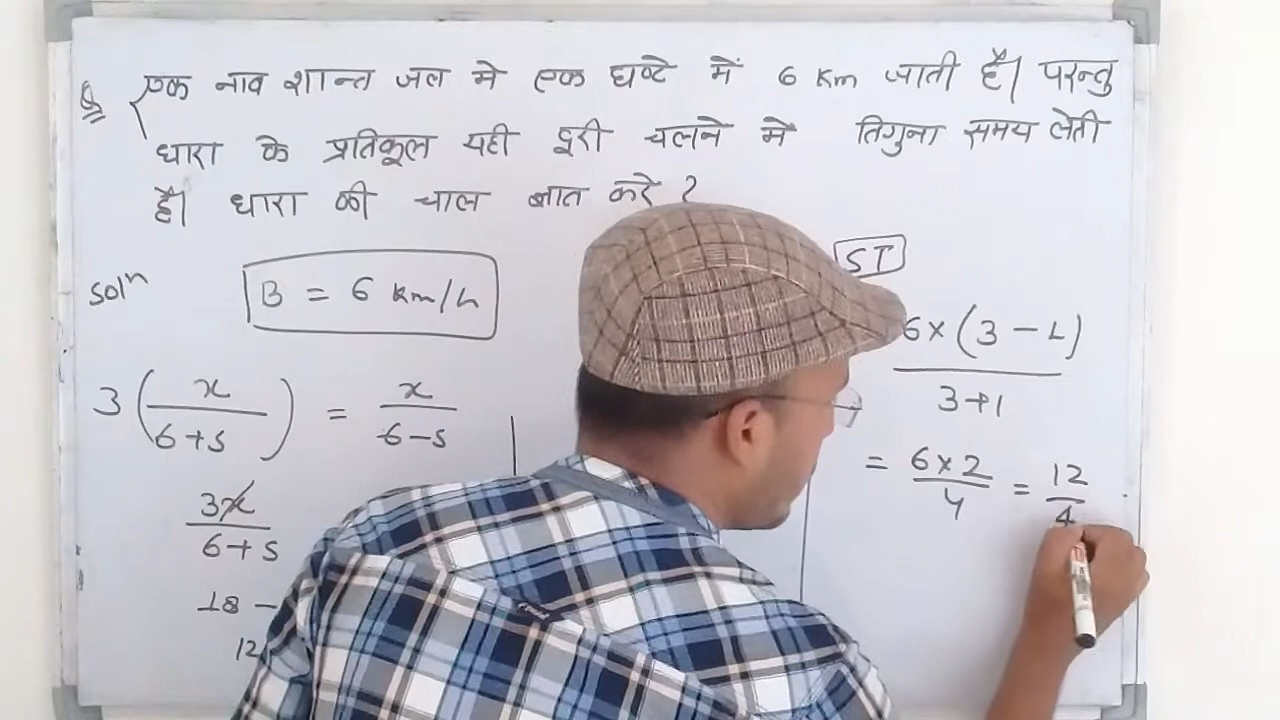 Q एक नाव शान्त जल मे एक घण्टे में 6 Km जाती है। परन्तु
धारा के प्रतिकूल यही दूरी चलने मे तिगुना समय लेती
है। धारा की चाल ज्ञात करे ?
Solⁿ B = 6 Km/h
3 ( x / 6+s ) = x / 6-s
3x / 6+s
18 -
12
ST
6 × (3 - 1) / 3+1
= 6×2 / 4 = 12 / 4